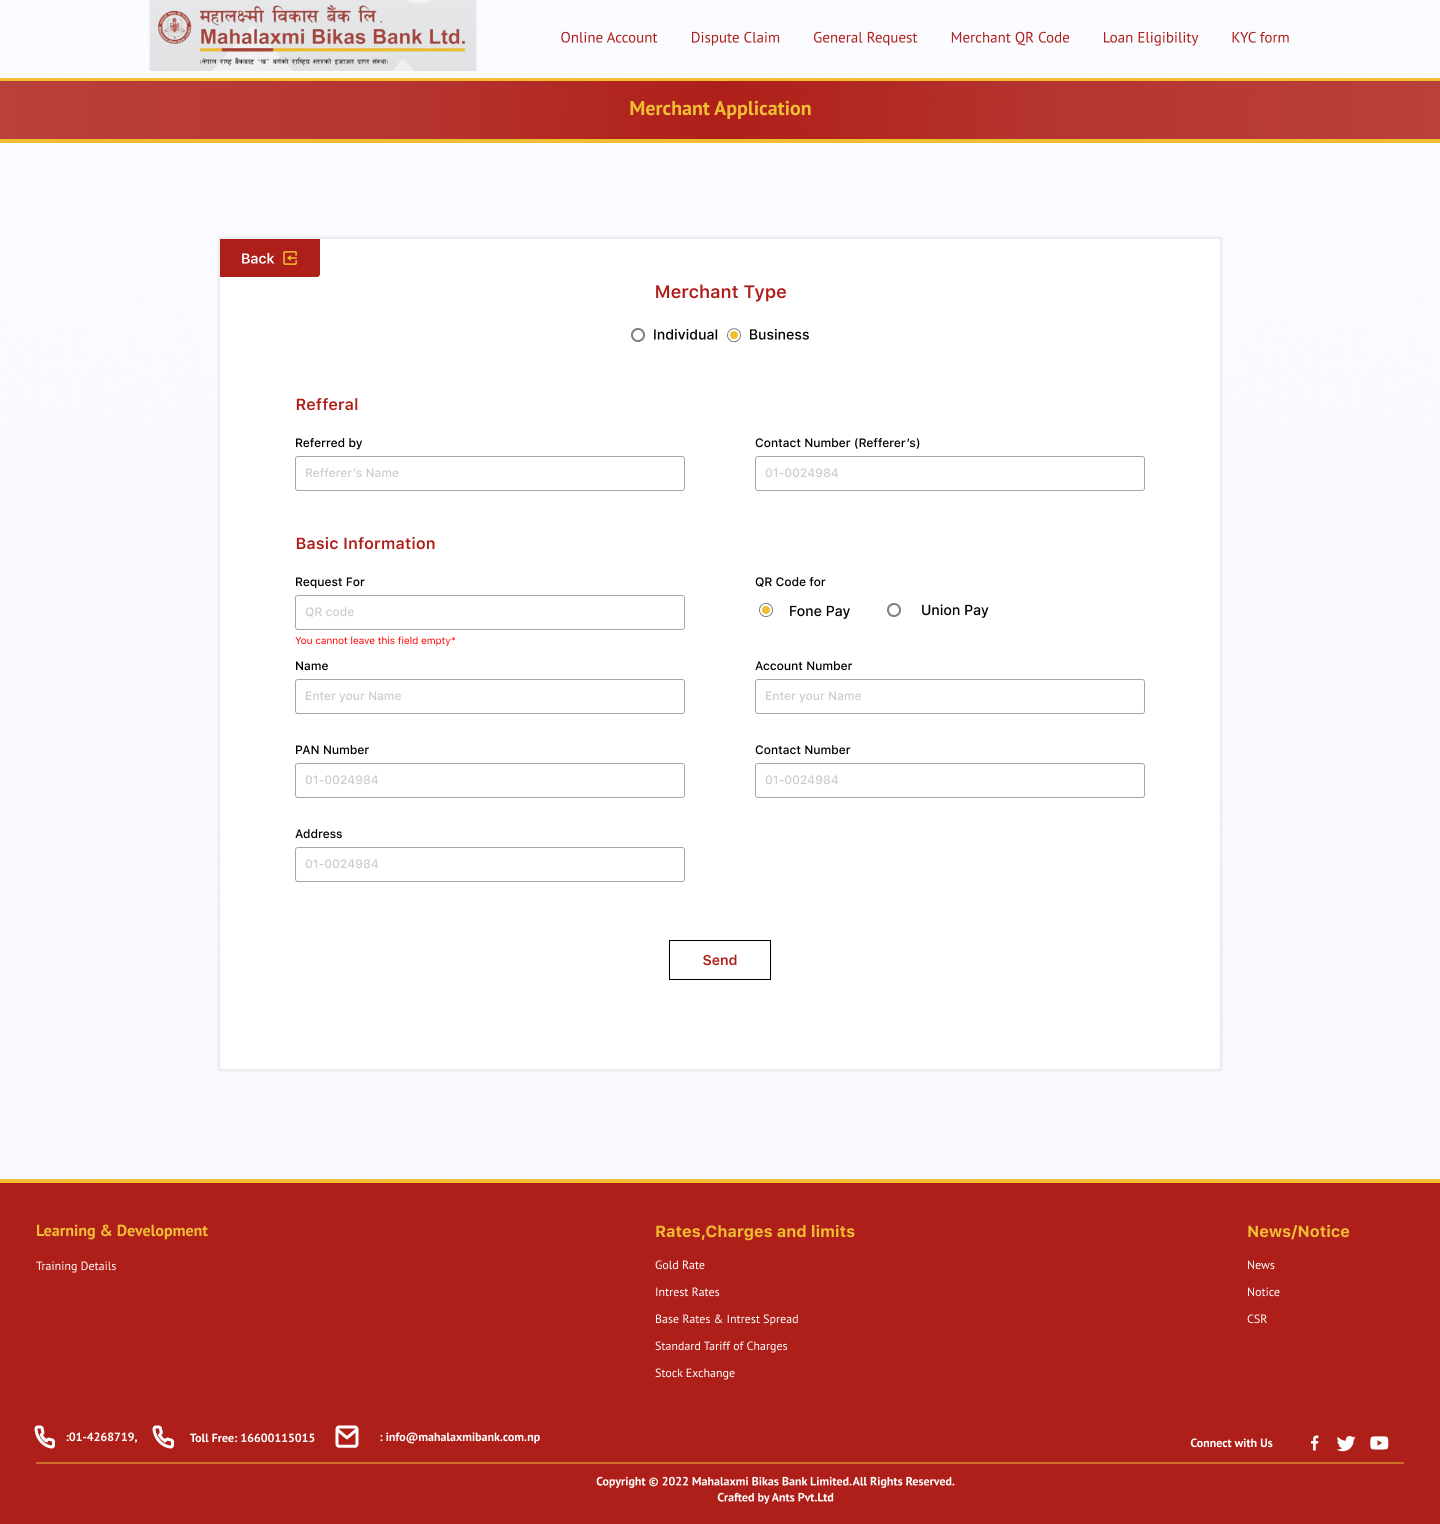 महालक्ष्मी विकास बैंक लि.
Mahalaxmi Bikas Bank Ltd.
(नेपाल राष्ट्र बैंकबाट "ख" वर्गको राष्ट्रिय स्तरको इजाजत प्राप्त संस्था)
Online Account Dispute Claim General Request Merchant QR Code Loan Eligibility KYC form
Merchant Application
Back
Merchant Type
Individual Business
Refferal
Referred by Contact Number (Refferer's)
Refferer's Name 01-0024984
Basic Information
Request For QR Code for
QR code Fone Pay Union Pay
You cannot leave this field empty*
Name Account Number
Enter your Name Enter your Name
PAN Number Contact Number
01-0024984 01-0024984
Address
01-0024984
Send
Learning & Development
Training Details
Rates,Charges and limits
Gold Rate
Intrest Rates
Base Rates & Intrest Spread
Standard Tariff of Charges
Stock Exchange
News/Notice
News
Notice
CSR
:01-4268719, Toll Free: 16600115015 : info@mahalaxmibank.com.np
Connect with Us
Copyright © 2022 Mahalaxmi Bikas Bank Limited.All Rights Reserved.
Crafted by Ants Pvt.Ltd